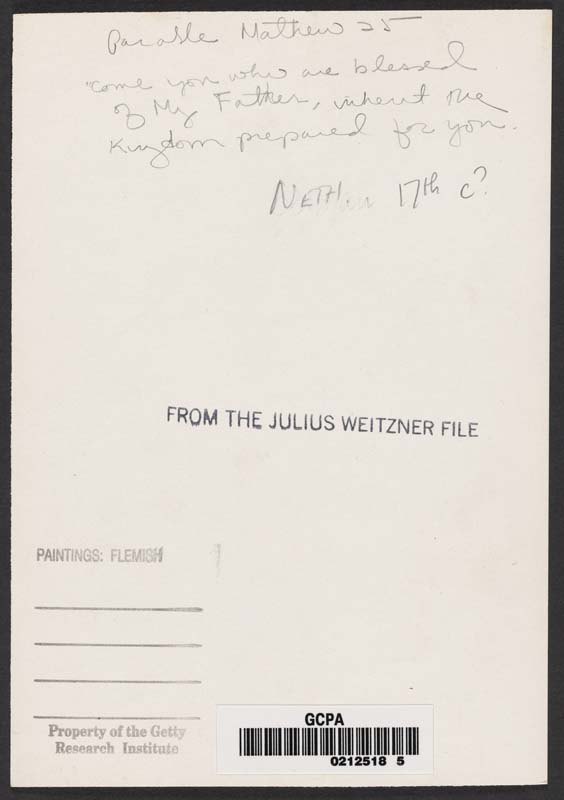 Parable Mathew 25
"Come you who are blessed
of My Father, inherit the
Kingdom prepared for you.
NETH. 17th c?
FROM THE JULIUS WEITZNER FILE
PAINTINGS: FLEMISH
Property of the Getty
Research Institute
GCPA
0212518 5